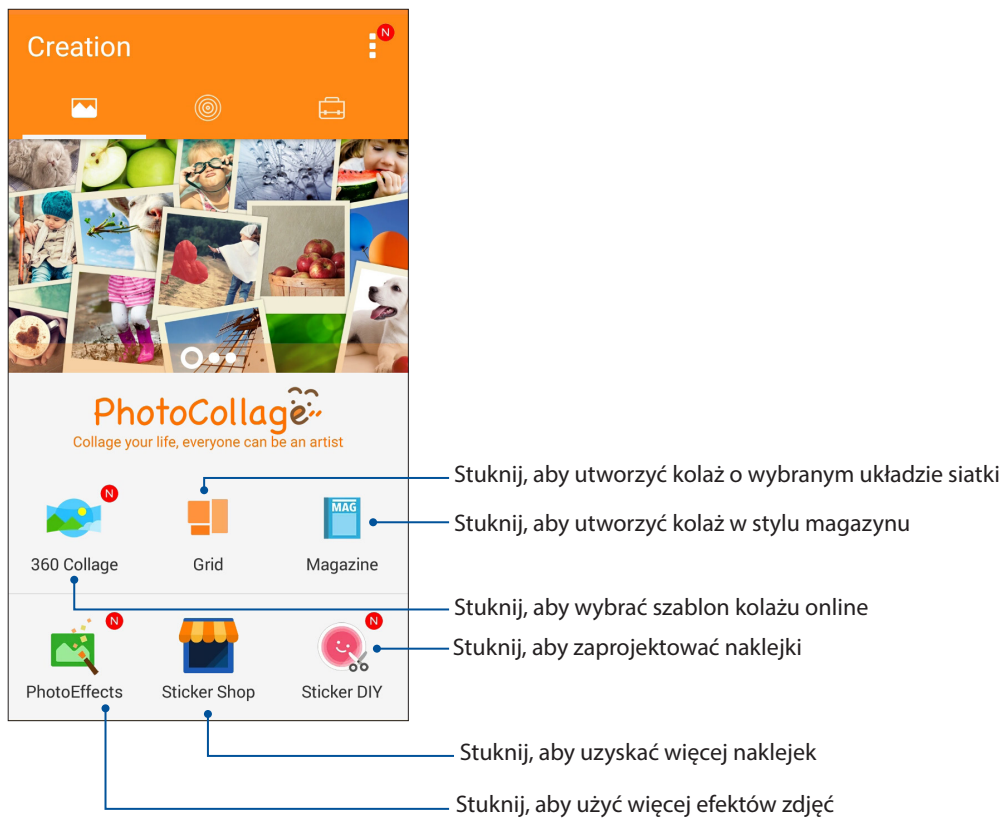 Creation
N
PhotoCollage
Collage your life, everyone can be an artist
Stuknij, aby utworzyć kolaż o wybranym układzie siatki
N
MAG
Stuknij, aby utworzyć kolaż w stylu magazynu
360 Collage
Grid
Magazine
Stuknij, aby wybrać szablon kolażu online
N
N
Stuknij, aby zaprojektować naklejki
PhotoEffects
Sticker Shop
Sticker DIY
Stuknij, aby uzyskać więcej naklejek
Stuknij, aby użyć więcej efektów zdjęć